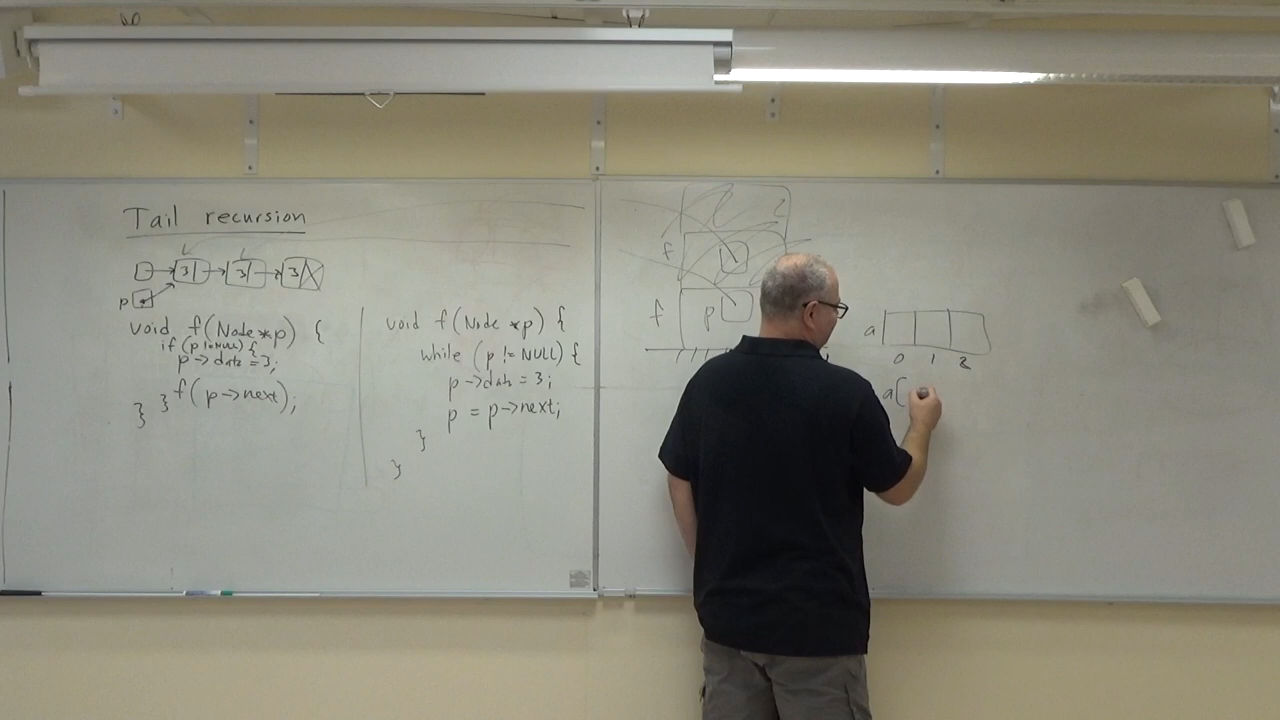 Tail recursion
3 3 3
p
void f(Node *p) {
if (p != NULL) {
p->data = 3;
f(p->next);
} }
void f(Node *p) {
while (p != NULL) {
p->data = 3;
p = p->next;
}
}
2
f
f p
a
0 1 2
a[